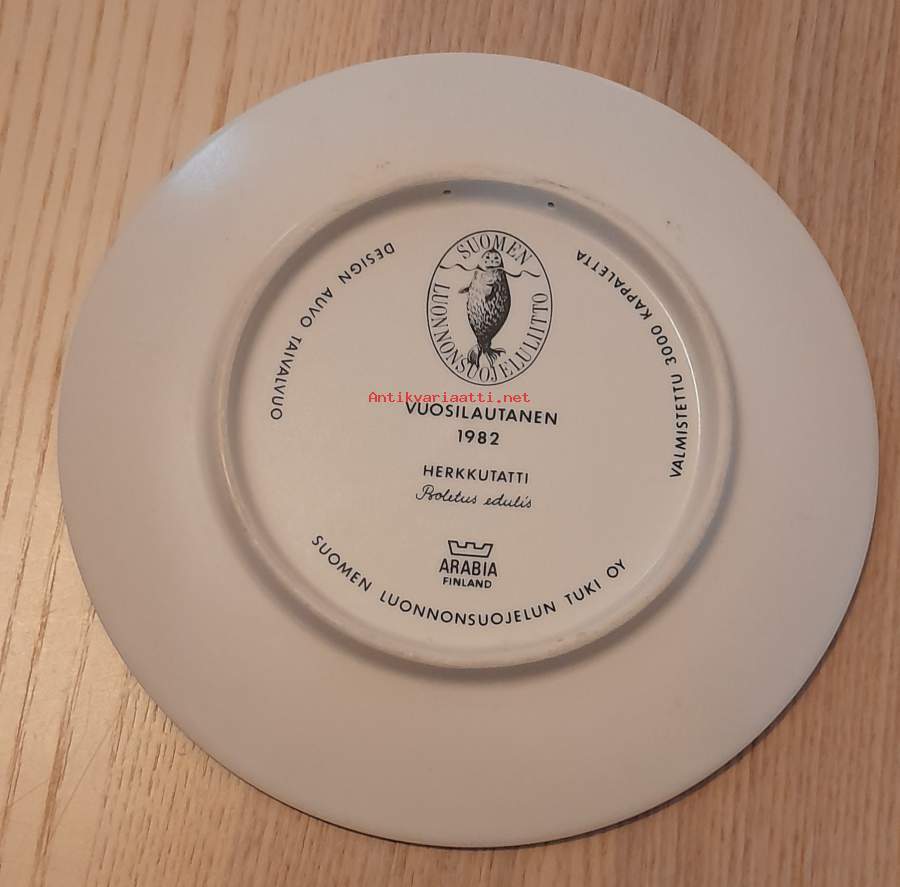 SUOMEN
LUONNONSUOJELULIITTO
DESIGN AUVO TAIVALVUO
VALMISTETTU 3000 KAPPALETTA
Antikvariaatti.net
VUOSILAUTANEN
1982
HERKKUTATTI
Boletus edulis
ARABIA
FINLAND
SUOMEN LUONNONSUOJELUN TUKI OY